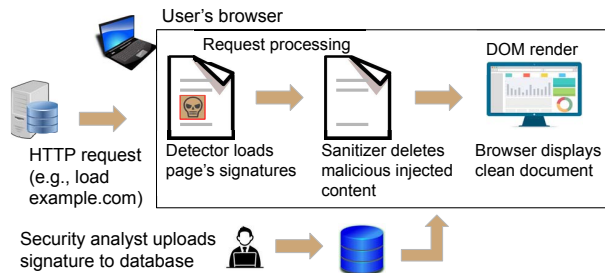 User's browser
Request processing
DOM render
HTTP request
(e.g., load
example.com)
Detector loads
page's signatures
Sanitizer deletes
malicious injected
content
Browser displays
clean document
Security analyst uploads
signature to database